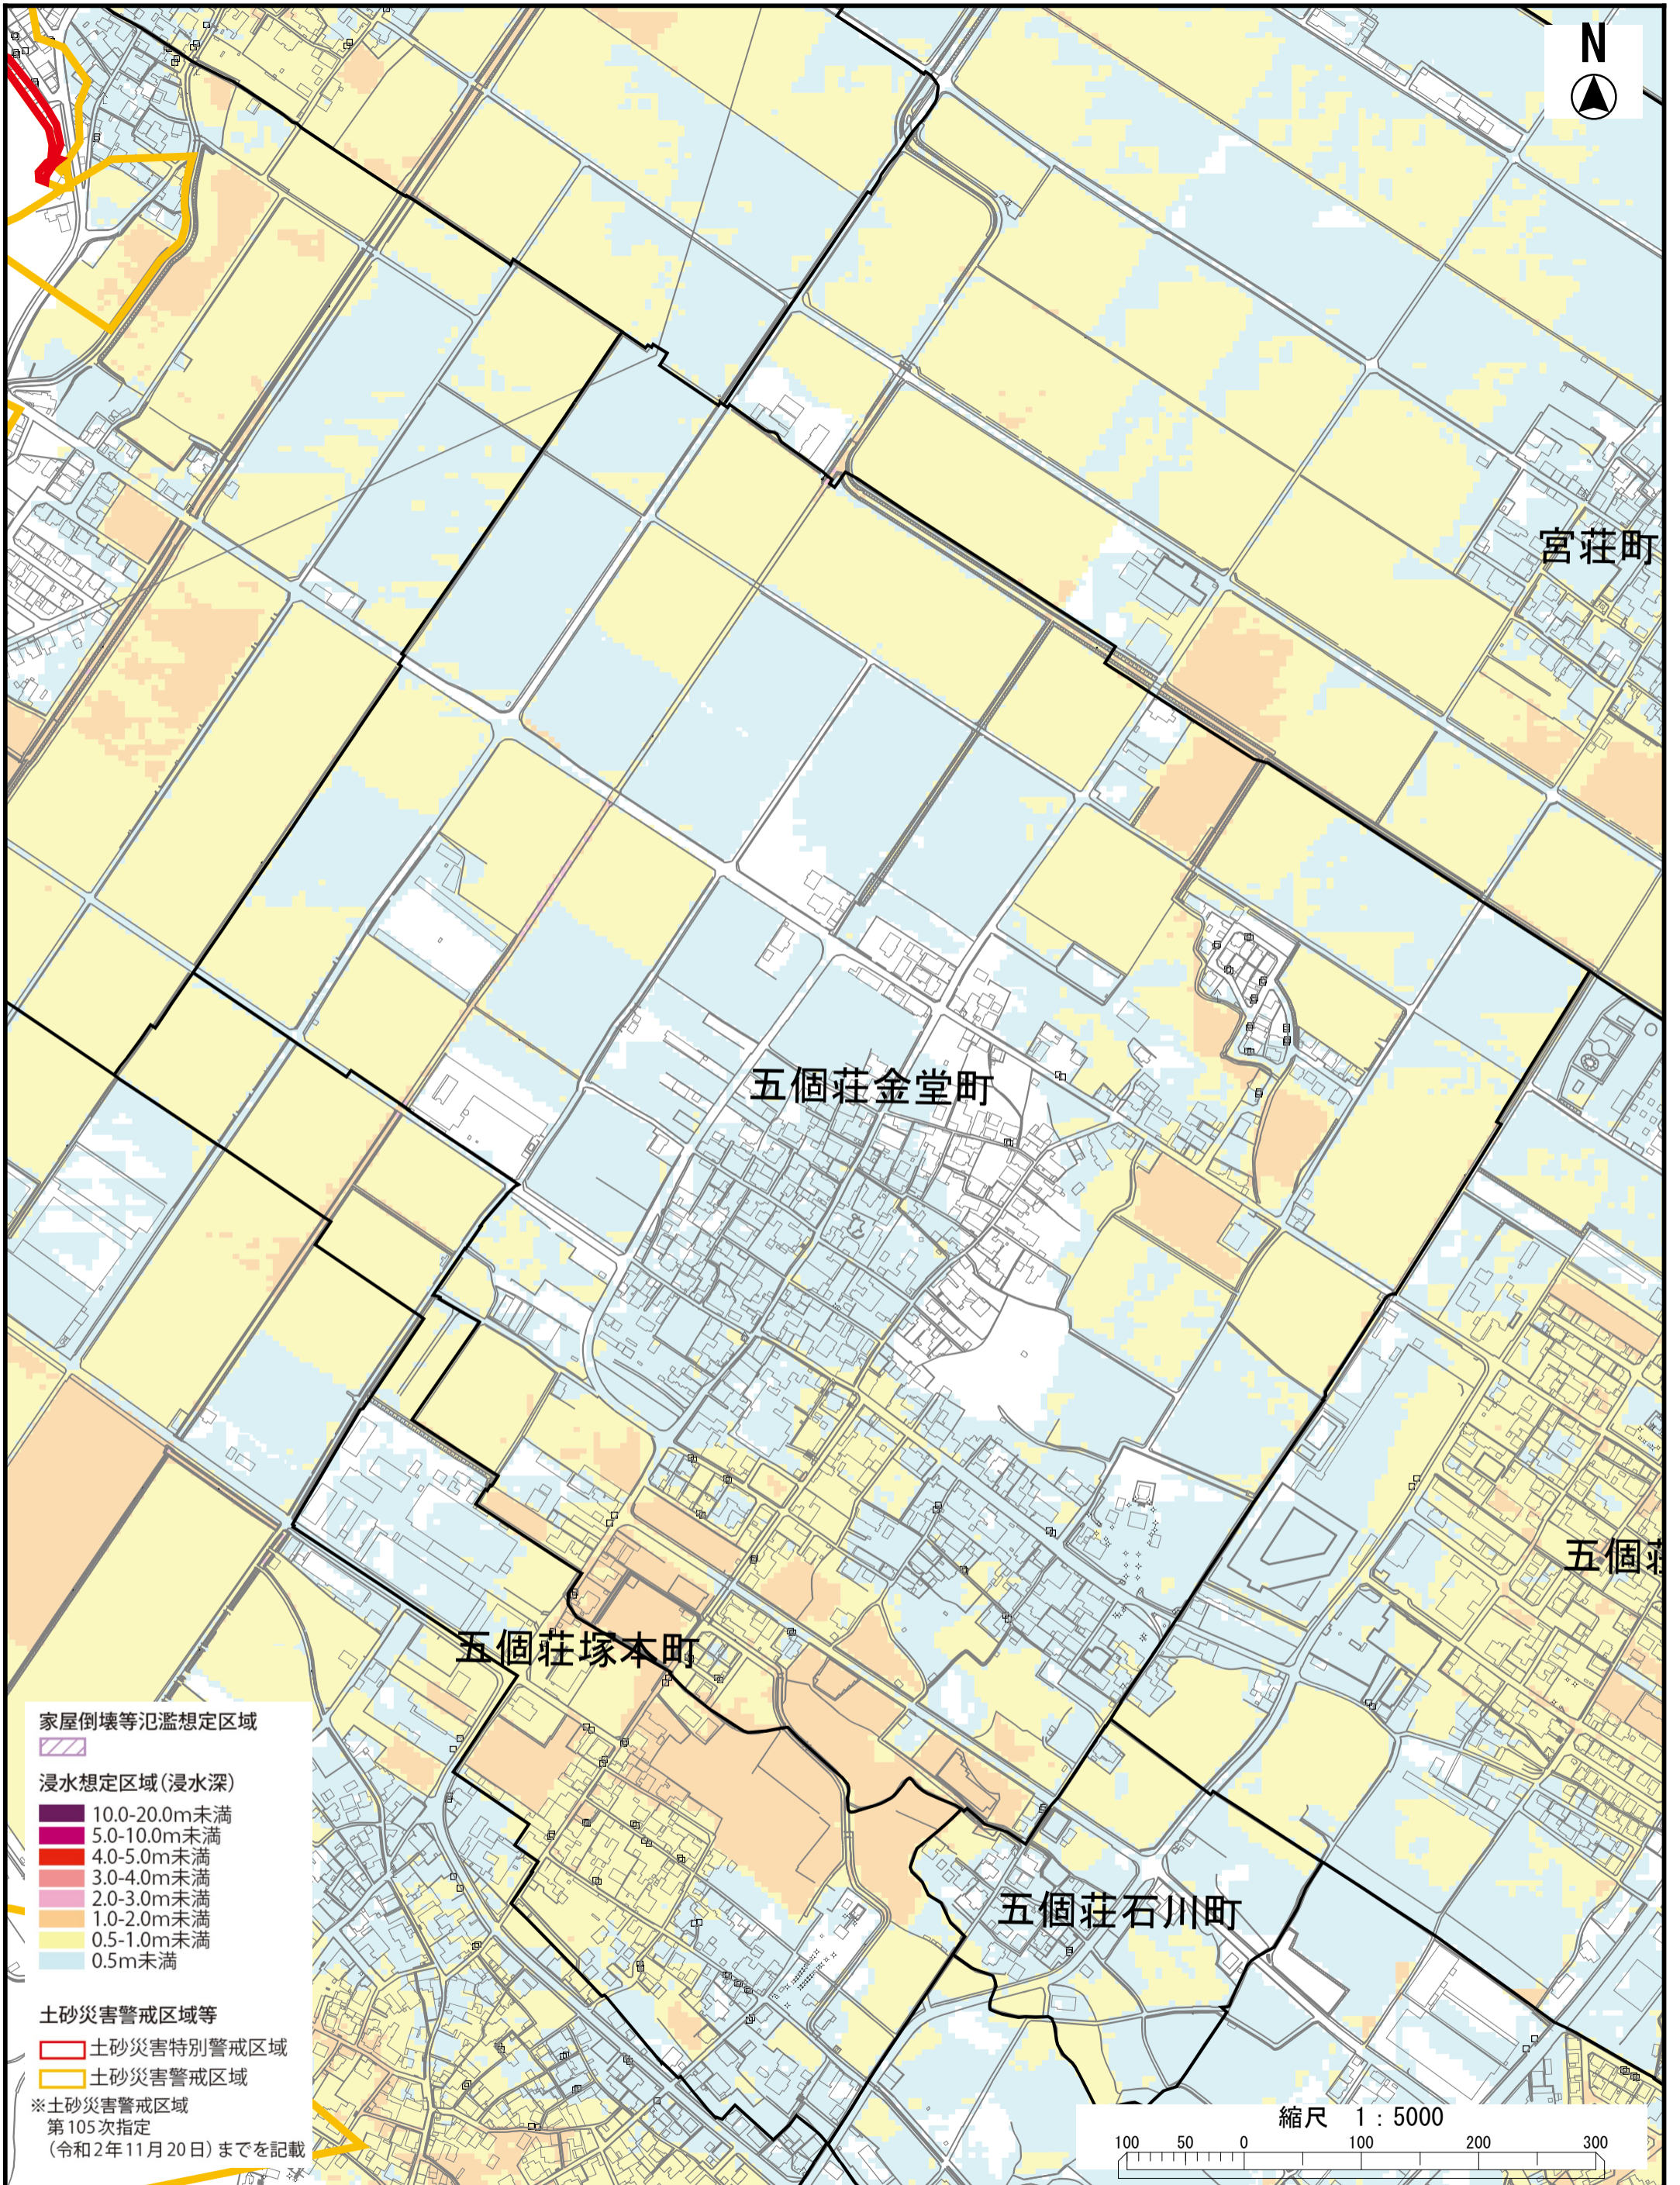 N
宮荘町
五個荘金堂町
五個荘
五個荘塚本町
五個荘石川町
家屋倒壊等氾濫想定区域
浸水想定区域(浸水深)
10.0-20.0m未満
5.0-10.0m未満
4.0-5.0m未満
3.0-4.0m未満
2.0-3.0m未満
1.0-2.0m未満
0.5-1.0m未満
0.5m未満
土砂災害警戒区域等
土砂災害特別警戒区域
土砂災害警戒区域
※土砂災害警戒区域
第105次指定
(令和2年11月20日)までを記載
縮尺 1:5000
100 50 0 100 200 300